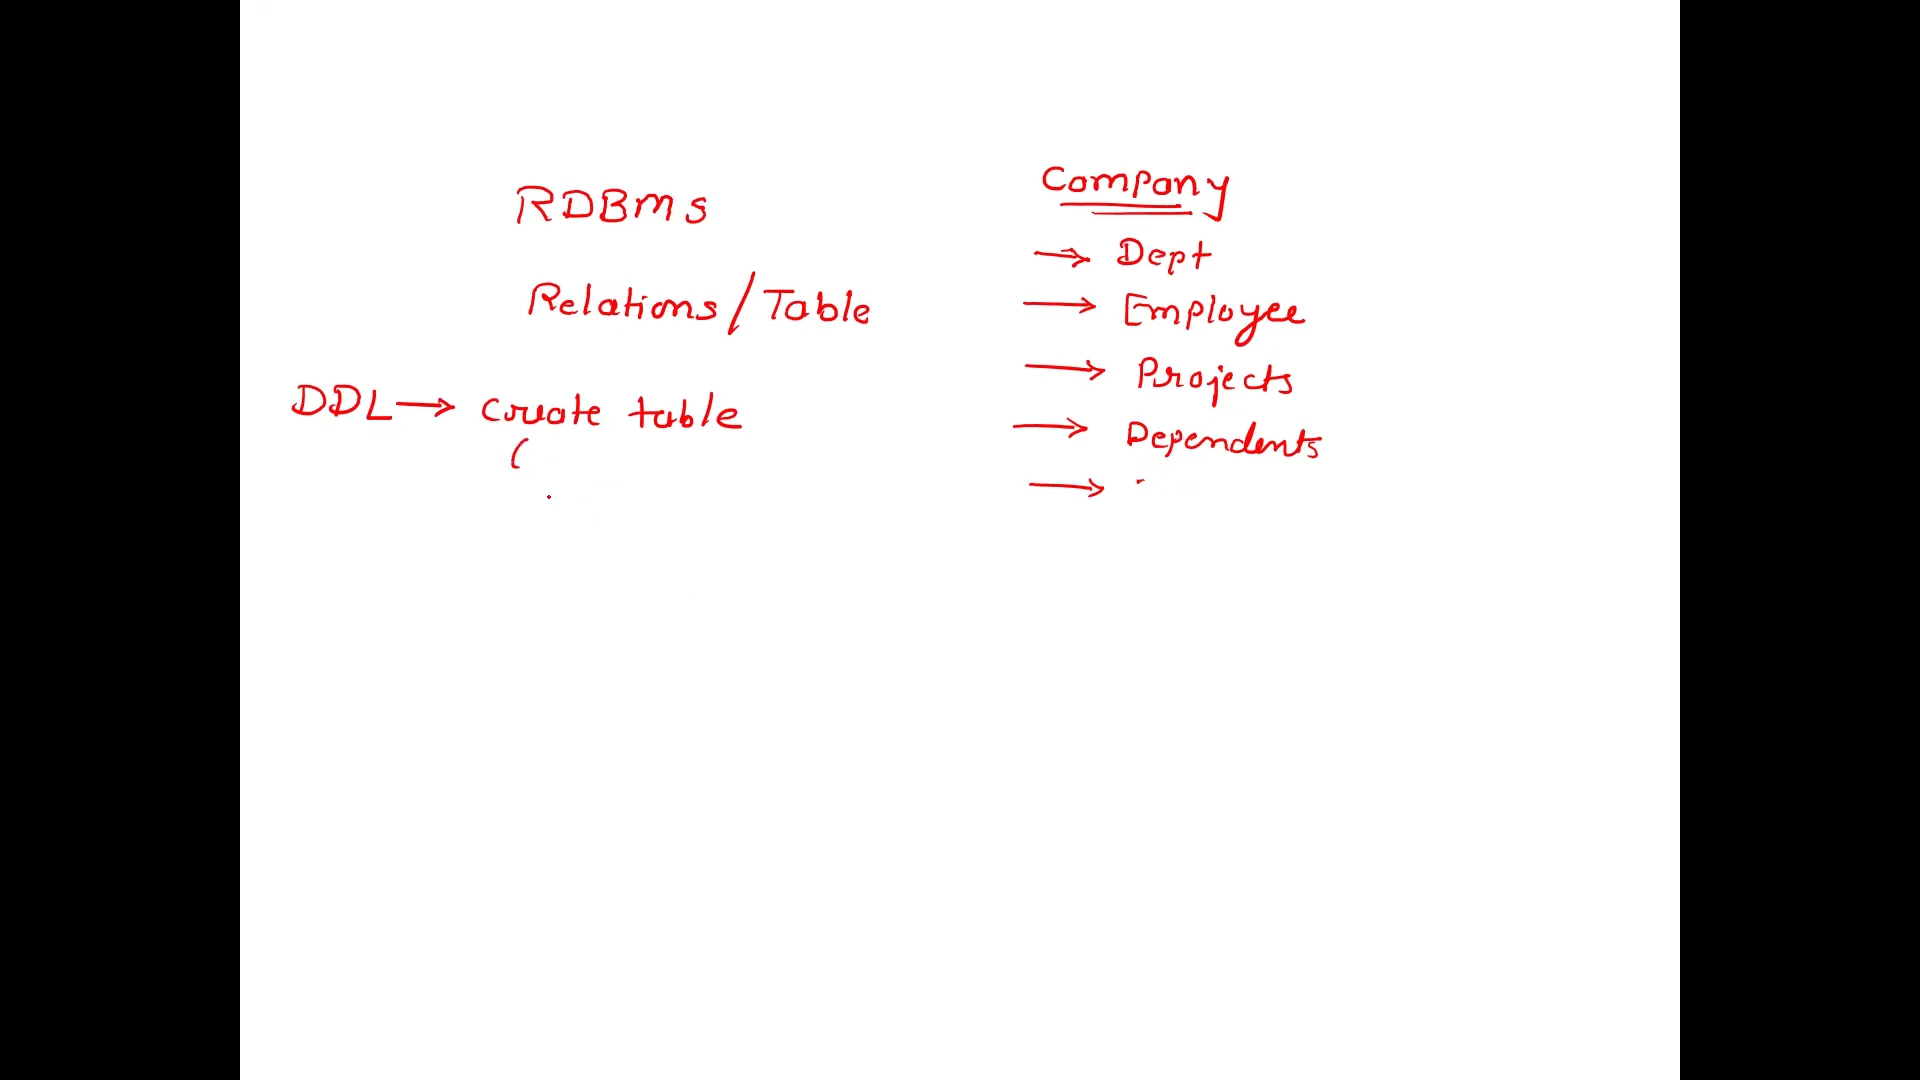 RDBMS
Relations/Table
DDL → Create table
(
Company
→ Dept
→ Employee
→ Projects
→ Dependents
→